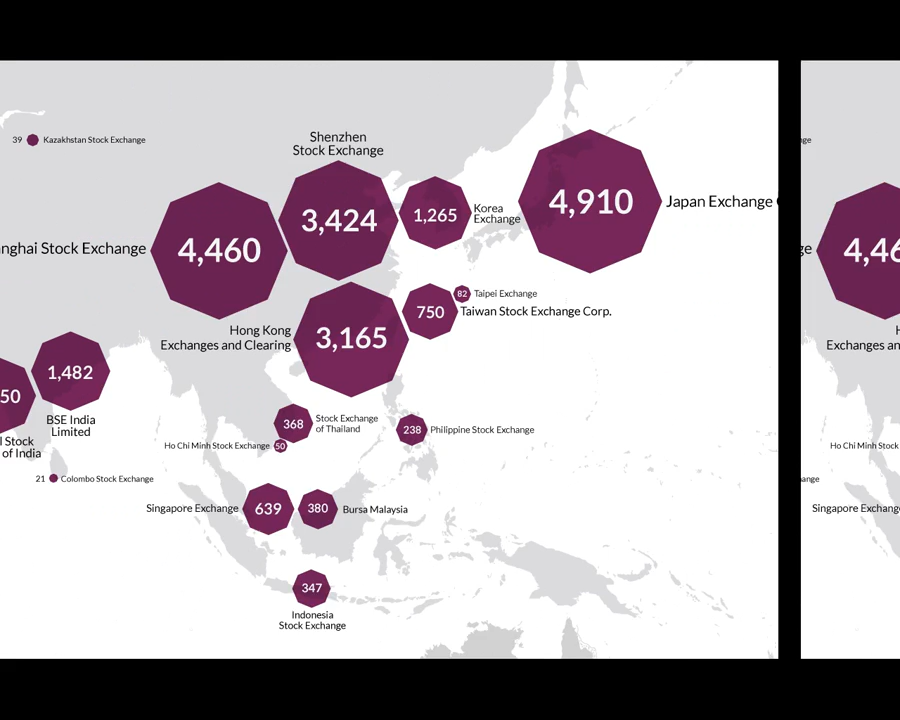 Shenzhen
Stock Exchange
39 Kazakhstan Stock Exchange
4,910
Japan Exchange
1,265
Korea
Exchange
3,424
4,460
Stock Exchange
82 Taipei Exchange
750 Taiwan Stock Exchange Corp.
Hong Kong
Exchanges and Clearing
3,165
1,482
BSE India
Limited
50
Stock
of India
368
Stock Exchange
of Thailand
238 Philippine Stock Exchange
Ho Chi Minh Stock Exchange 50
21 Colombo Stock Exchange
Singapore Exchange 639
380 Bursa Malaysia
347
Indonesia
Stock Exchange
4,46
Exchanges an
Ho Chi Minh Stock
Singapore Exchange